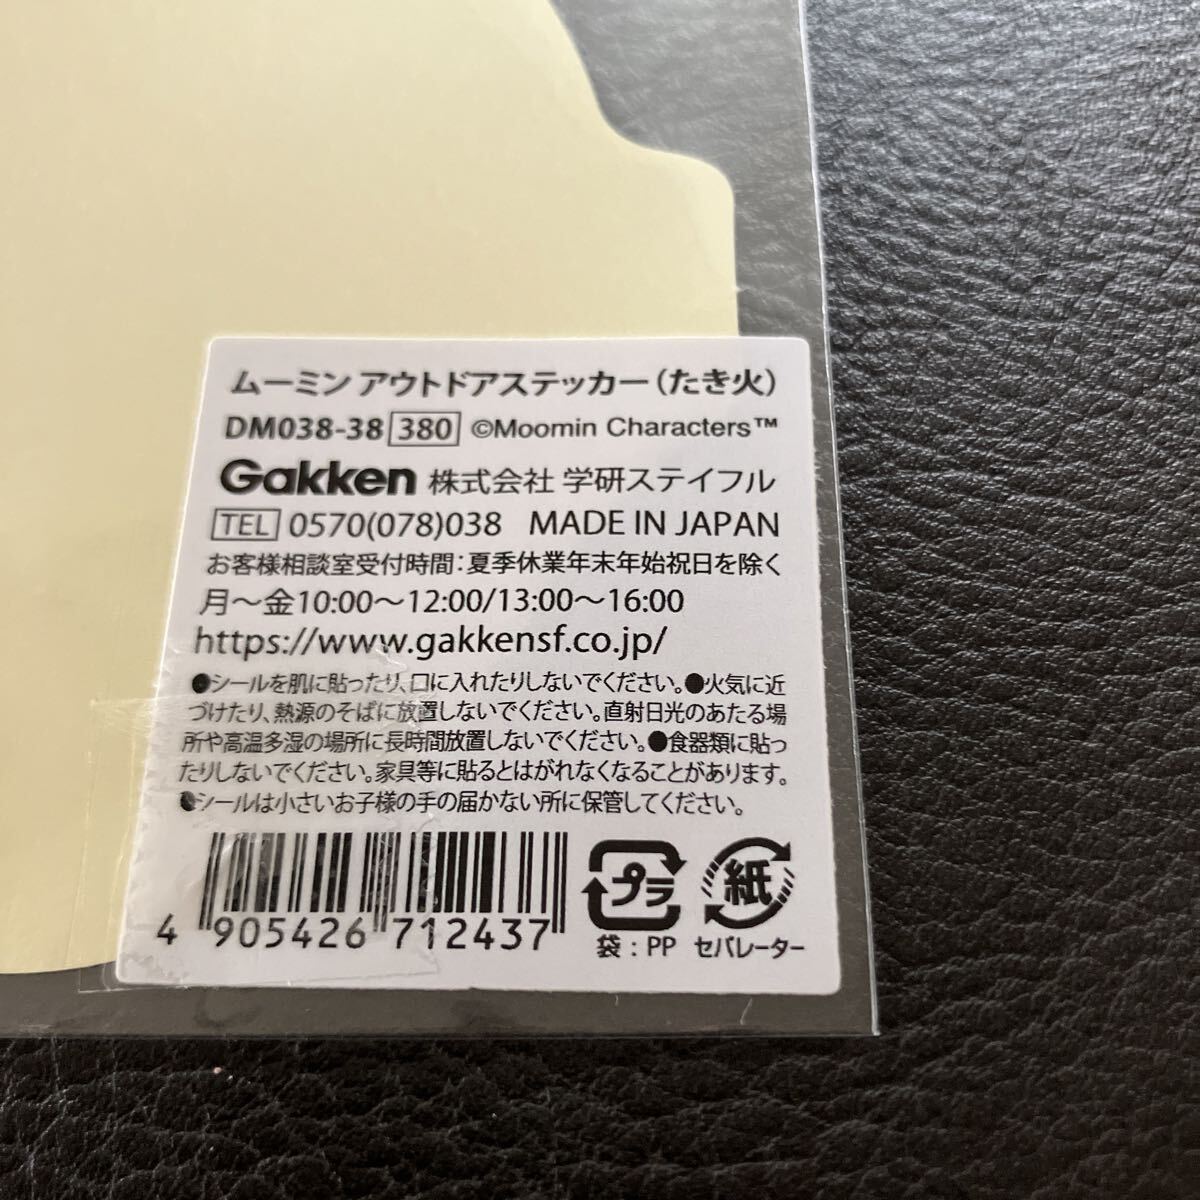 ムーミン アウトドアステッカー(たき火)
DM038-38 380 ©Moomin Characters™
Gakken 株式会社 学研ステイフル
TEL 0570(078)038 MADE IN JAPAN
お客様相談室受付時間:夏季休業年末年始祝日を除く
月〜金10:00〜12:00/13:00〜16:00
https://www.gakkensf.co.jp/
●シールを肌に貼ったり、口に入れたりしないでください。●火気に近
づけたり、熱源のそばに放置しないでください。直射日光のあたる場
所や高温多湿の場所に長時間放置しないでください。●食器類に貼っ
たりしないでください。家具等に貼るとはがれなくなることがあります。
●シールは小さいお子様の手の届かない所に保管してください。
プラ 紙
4 905426 712437
袋:PP セパレーター